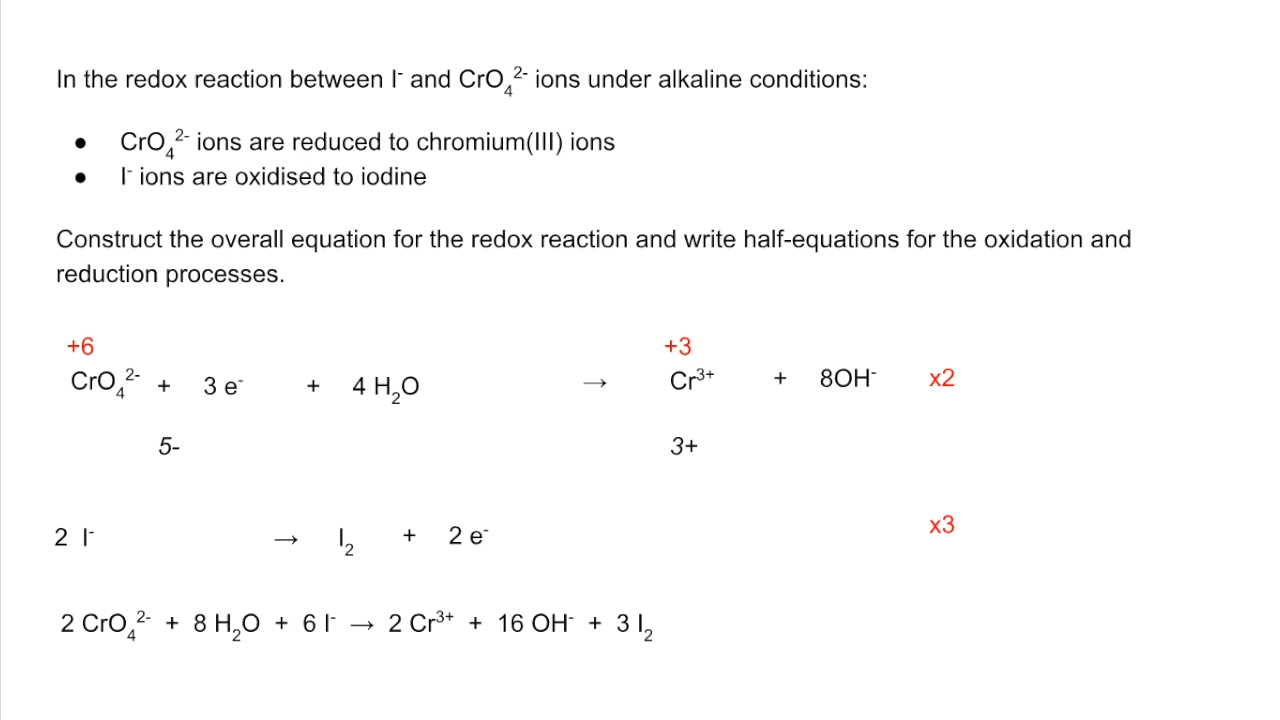 In the redox reaction between I⁻ and CrO₄²⁻ ions under alkaline conditions:
● CrO₄²⁻ ions are reduced to chromium(III) ions
● I⁻ ions are oxidised to iodine
Construct the overall equation for the redox reaction and write half-equations for the oxidation and
reduction processes.
+6 +3
CrO₄²⁻ + 3 e⁻ + 4 H₂O → Cr³⁺ + 8OH⁻ x2
5- 3+
2 I⁻ → I₂ + 2 e⁻ x3
2 CrO₄²⁻ + 8 H₂O + 6 I⁻ → 2 Cr³⁺ + 16 OH⁻ + 3 I₂